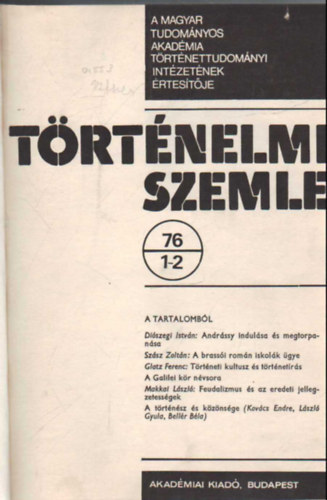 A MAGYAR
TUDOMÁNYOS
AKADÉMIA
TÖRTÉNETTUDOMÁNYI
INTÉZETÉNEK
ÉRTESÍTŐJE
TÖRTÉNELMI
SZEMLE
76
1-2
A TARTALOMBÓL
Diószegi István: Andrássy indulása és megtorpa-
nása
Szász Zoltán: A brassói román iskolák ügye
Glatz Ferenc: Történeti kultusz és történetírás
A Galilei kör névsora
Makkai László: Feudalizmus és az eredeti jelleg-
zetességek
A történész és közönsége (Kovács Endre, László
Gyula, Bellér Béla)
AKADÉMIAI KIADÓ, BUDAPEST